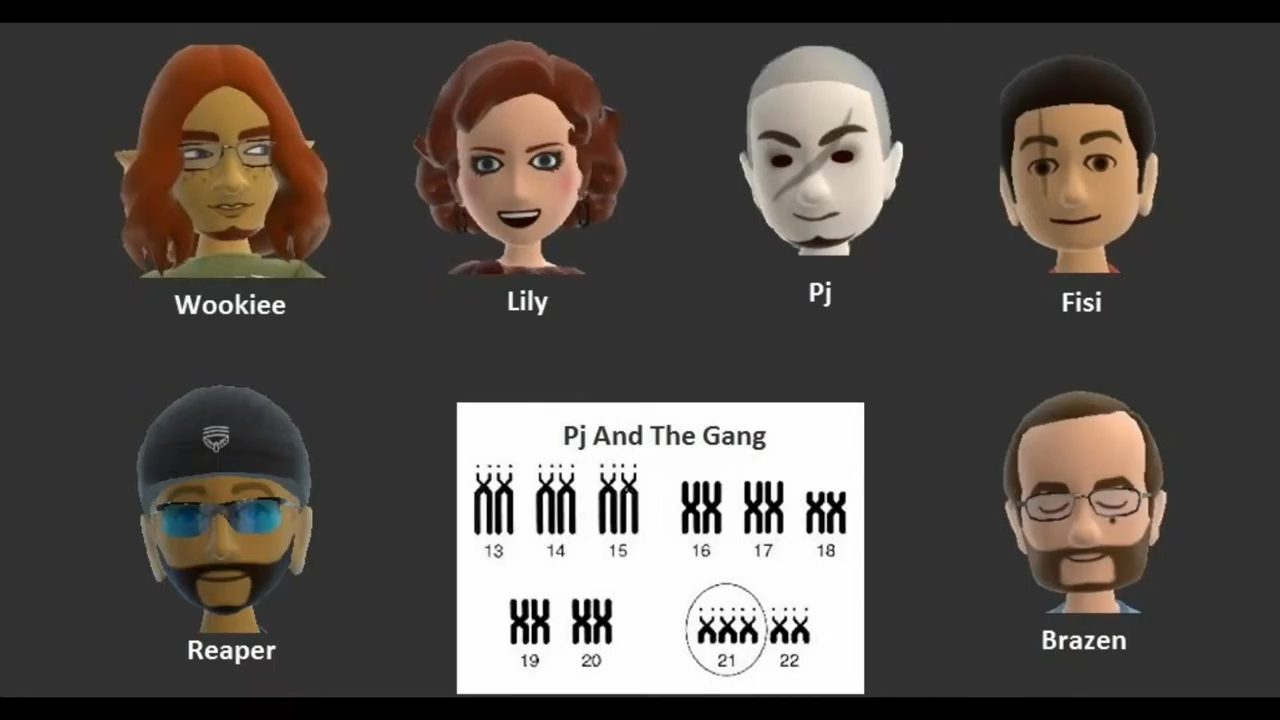 Wookiee
Lily
Pj
Fisi
Reaper
Pj And The Gang
13 14 15 16 17 18
19 20 21 22
Brazen